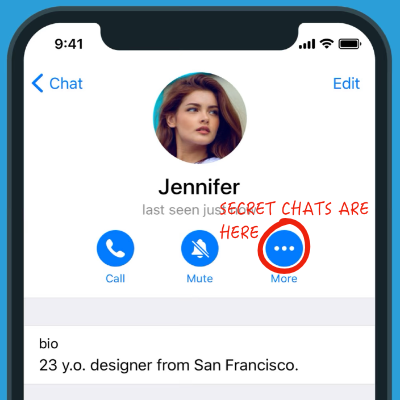 9:41
Chat
Edit
Jennifer
last seen just now
SECRET CHATS ARE
HERE
Call
Mute
More
bio
23 y.o. designer from San Francisco.